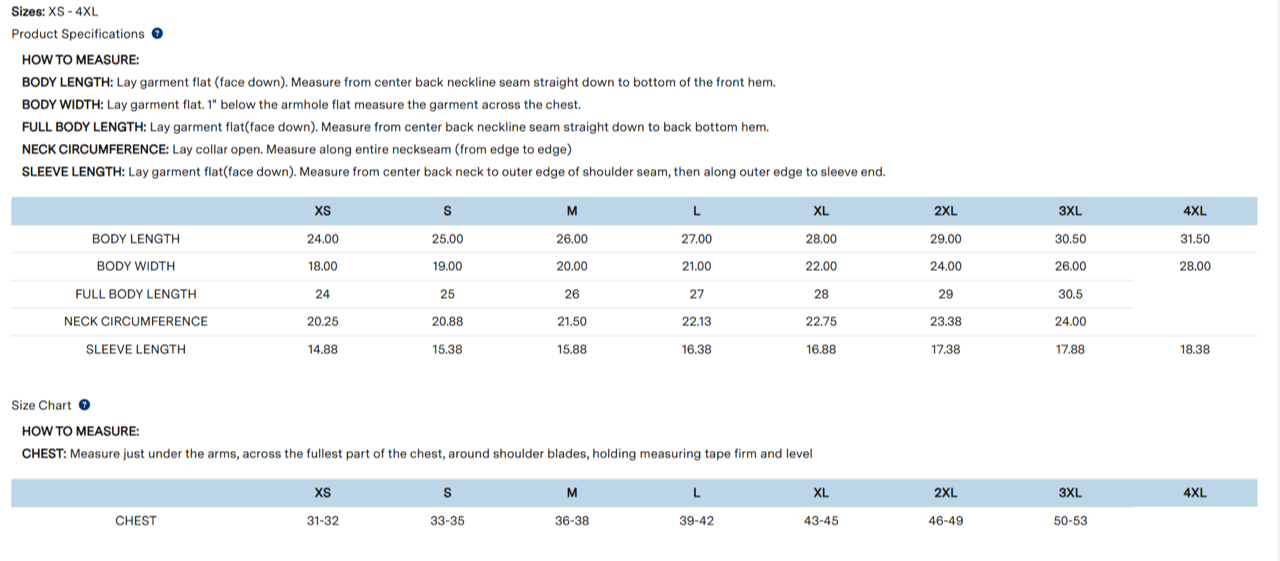 Sizes: XS - 4XL
Product Specifications ?
HOW TO MEASURE:
BODY LENGTH: Lay garment flat (face down). Measure from center back neckline seam straight down to bottom of the front hem.
BODY WIDTH: Lay garment flat. 1" below the armhole flat measure the garment across the chest.
FULL BODY LENGTH: Lay garment flat(face down). Measure from center back neckline seam straight down to back bottom hem.
NECK CIRCUMFERENCE: Lay collar open. Measure along entire neckseam (from edge to edge)
SLEEVE LENGTH: Lay garment flat(face down). Measure from center back neck to outer edge of shoulder seam, then along outer edge to sleeve end.
XS S M L XL 2XL 3XL 4XL
BODY LENGTH 24.00 25.00 26.00 27.00 28.00 29.00 30.50 31.50
BODY WIDTH 18.00 19.00 20.00 21.00 22.00 24.00 26.00 28.00
FULL BODY LENGTH 24 25 26 27 28 29 30.5
NECK CIRCUMFERENCE 20.25 20.88 21.50 22.13 22.75 23.38 24.00
SLEEVE LENGTH 14.88 15.38 15.88 16.38 16.88 17.38 17.88 18.38
Size Chart ?
HOW TO MEASURE:
CHEST: Measure just under the arms, across the fullest part of the chest, around shoulder blades, holding measuring tape firm and level
XS S M L XL 2XL 3XL 4XL
CHEST 31-32 33-35 36-38 39-42 43-45 46-49 50-53